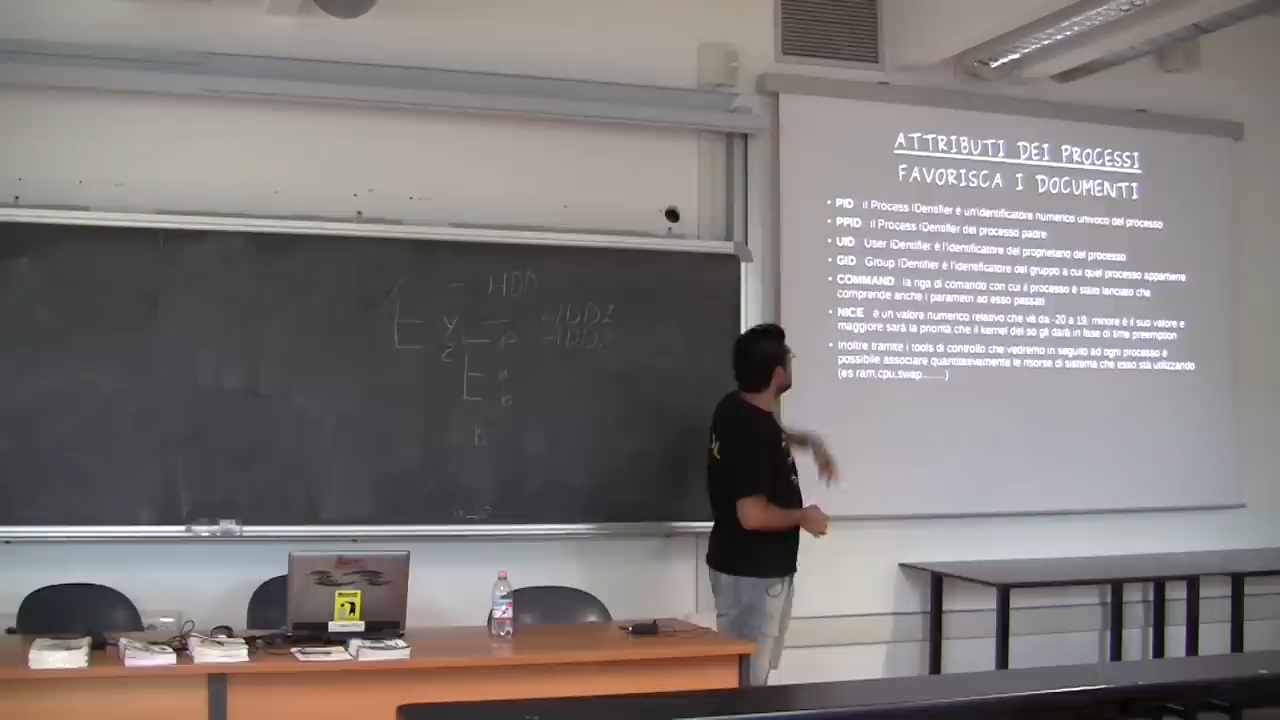 HDD
HDDZ
HDDZ
a
b
b
ATTRIBUTI DEI PROCESSI
FAVORISCA I DOCUMENTI
• PID il Process IDentifier è un'identificatore numerico univoco del processo
• PPID il Process IDentifier del processo padre
• UID User IDentifier è l'identificatore del proprietario del processo
• GID Group IDentifier è l'identificatore del gruppo a cui quel processo appartiene
• COMMAND la riga di comando con cui il processo è stato lanciato che
comprende anche i parametri ad esso passati
• NICE è un valore numerico relativo che và da -20 a 19, minore è il suo valore e
maggiore sarà la priorità che il kernel del so gli darà in fase di time preemption
• Inoltre tramite i tools di controllo che vedremo in seguito ad ogni processo è
possibile associare quantitativamente le risorse di sistema che esso stà utilizzando
(es ram,cpu,swap.......)